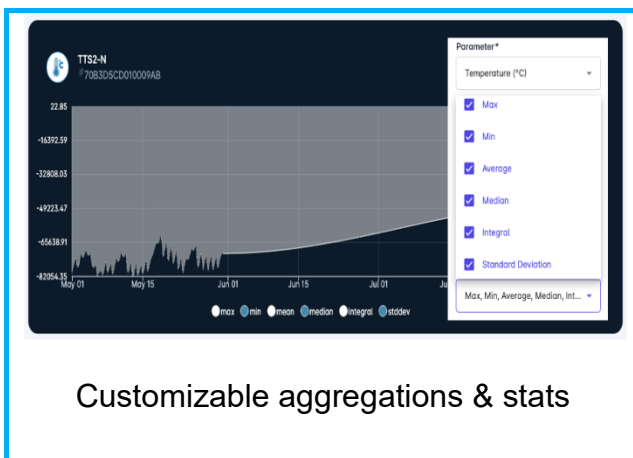 TTS2-N
#70B3D5CD010009AB
Parameter*
Temperature (°C)
Max
Min
Average
Median
Integral
Standard Deviation
Max, Min, Average, Median, Int...
22.85
-16392.59
-32808.03
-49223.47
-65638.91
-82054.35
May 01 May 15 Jun 01 Jun 15 Jul 01 Ju
max min mean median integral stddev
Customizable aggregations & stats